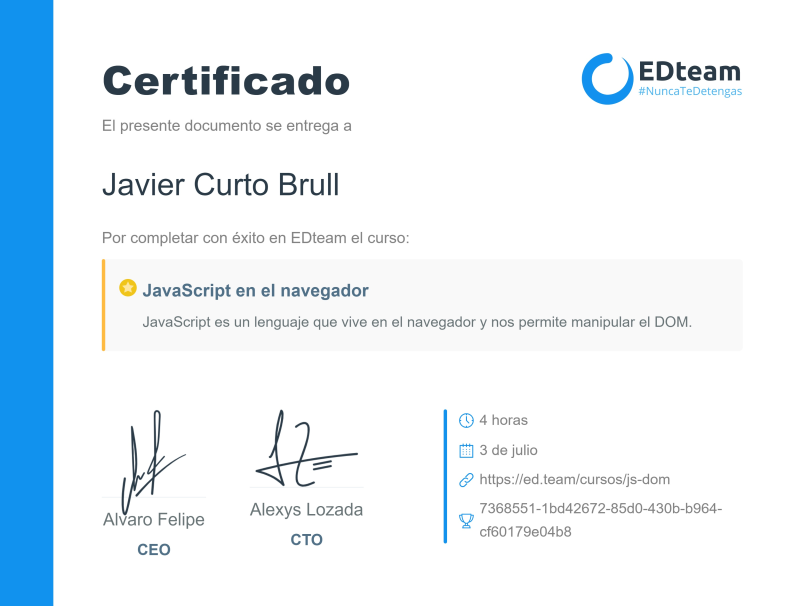 Certificado
EDteam
#NuncaTeDetengas
El presente documento se entrega a
Javier Curto Brull
Por completar con éxito en EDteam el curso:
JavaScript en el navegador
JavaScript es un lenguaje que vive en el navegador y nos permite manipular el DOM.
Alvaro Felipe
CEO
Alexys Lozada
CTO
4 horas
3 de julio
https://ed.team/cursos/js-dom
7368551-1bd42672-85d0-430b-b964-
cf60179e04b8